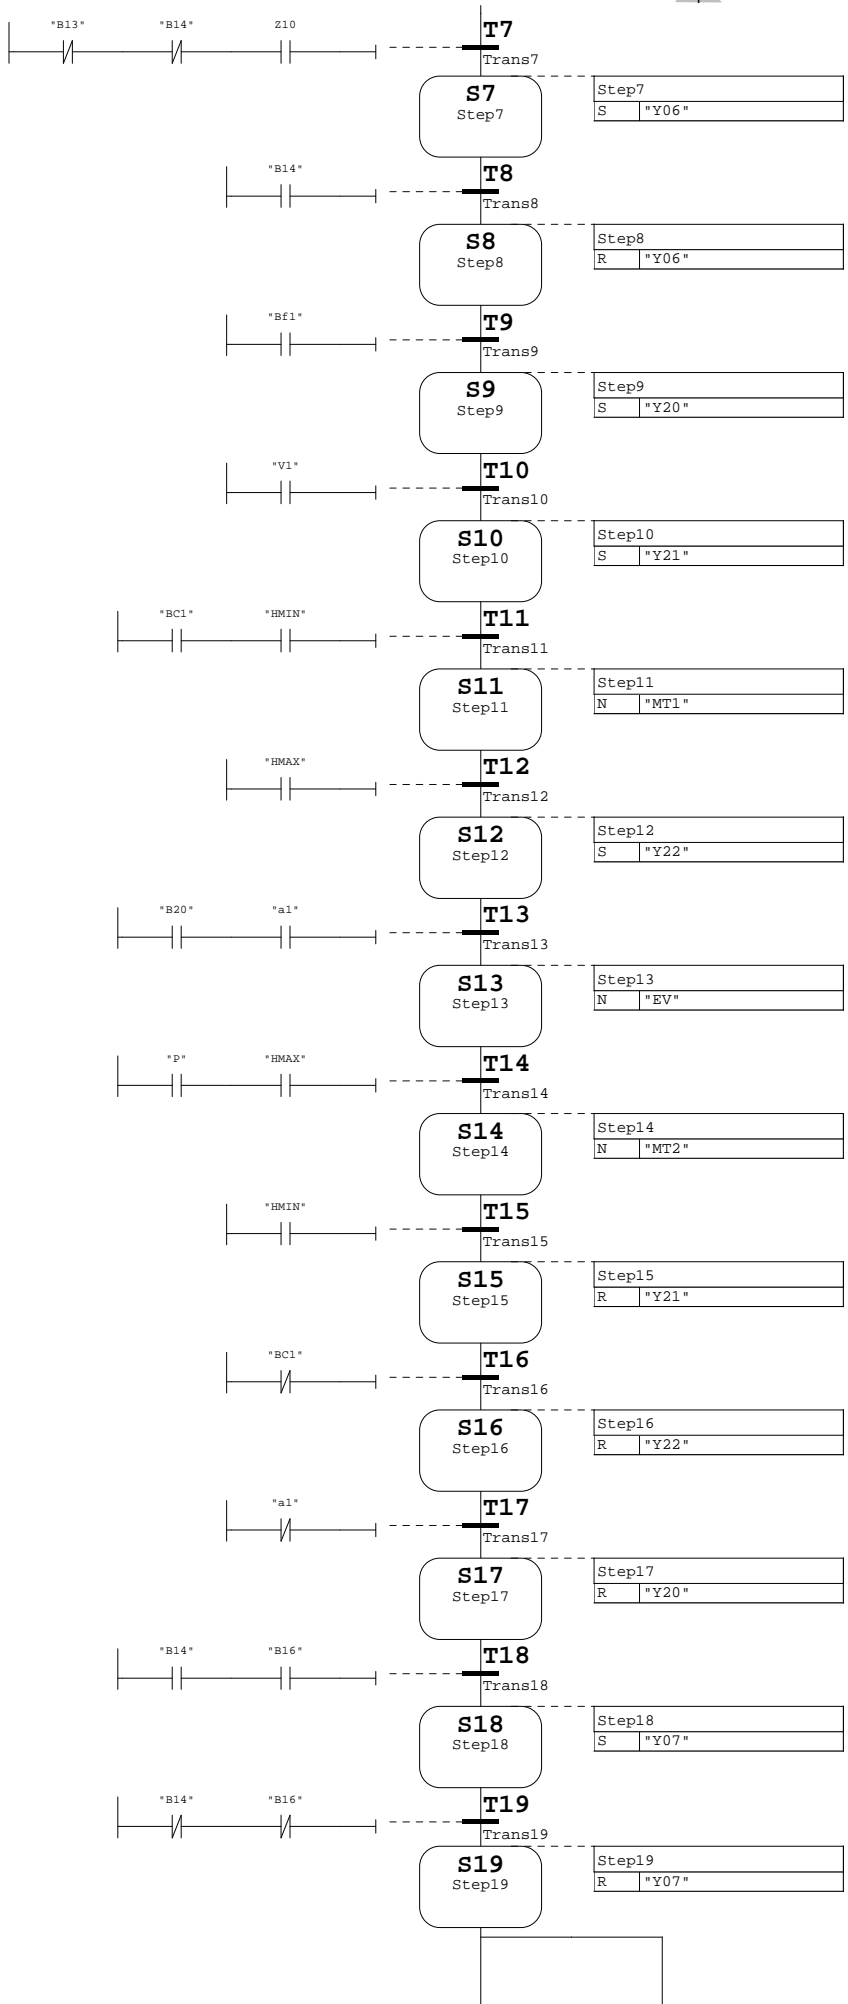 "B13" "B14" Z10 T7
Trans7
S7 Step7
Step7 S "Y06"
"B14" T8
Trans8
S8 Step8
Step8 R "Y06"
"Bf1" T9
Trans9
S9 Step9
Step9 S "Y20"
"V1" T10
Trans10
S10 Step10
Step10 S "Y21"
"BC1" "HMIN" T11
Trans11
S11 Step11
Step11 N "MT1"
"HMAX" T12
Trans12
S12 Step12
Step12 S "Y22"
"B20" "a1" T13
Trans13
S13 Step13
Step13 N "EV"
"P" "HMAX" T14
Trans14
S14 Step14
Step14 N "MT2"
"HMIN" T15
Trans15
S15 Step15
Step15 R "Y21"
"BC1" T16
Trans16
S16 Step16
Step16 R "Y22"
"a1" T17
Trans17
S17 Step17
Step17 R "Y20"
"B14" "B16" T18
Trans18
S18 Step18
Step18 S "Y07"
"B14" "B16" T19
Trans19
S19 Step19
Step19 R "Y07"